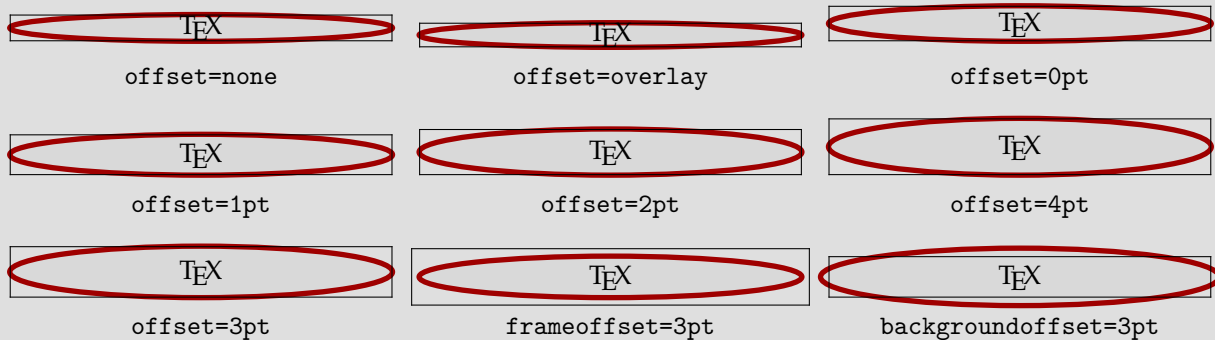 TEX TEX TEX
offset=none offset=overlay offset=0pt
TEX TEX TEX
offset=1pt offset=2pt offset=4pt
TEX TEX TEX
offset=3pt frameoffset=3pt backgroundoffset=3pt